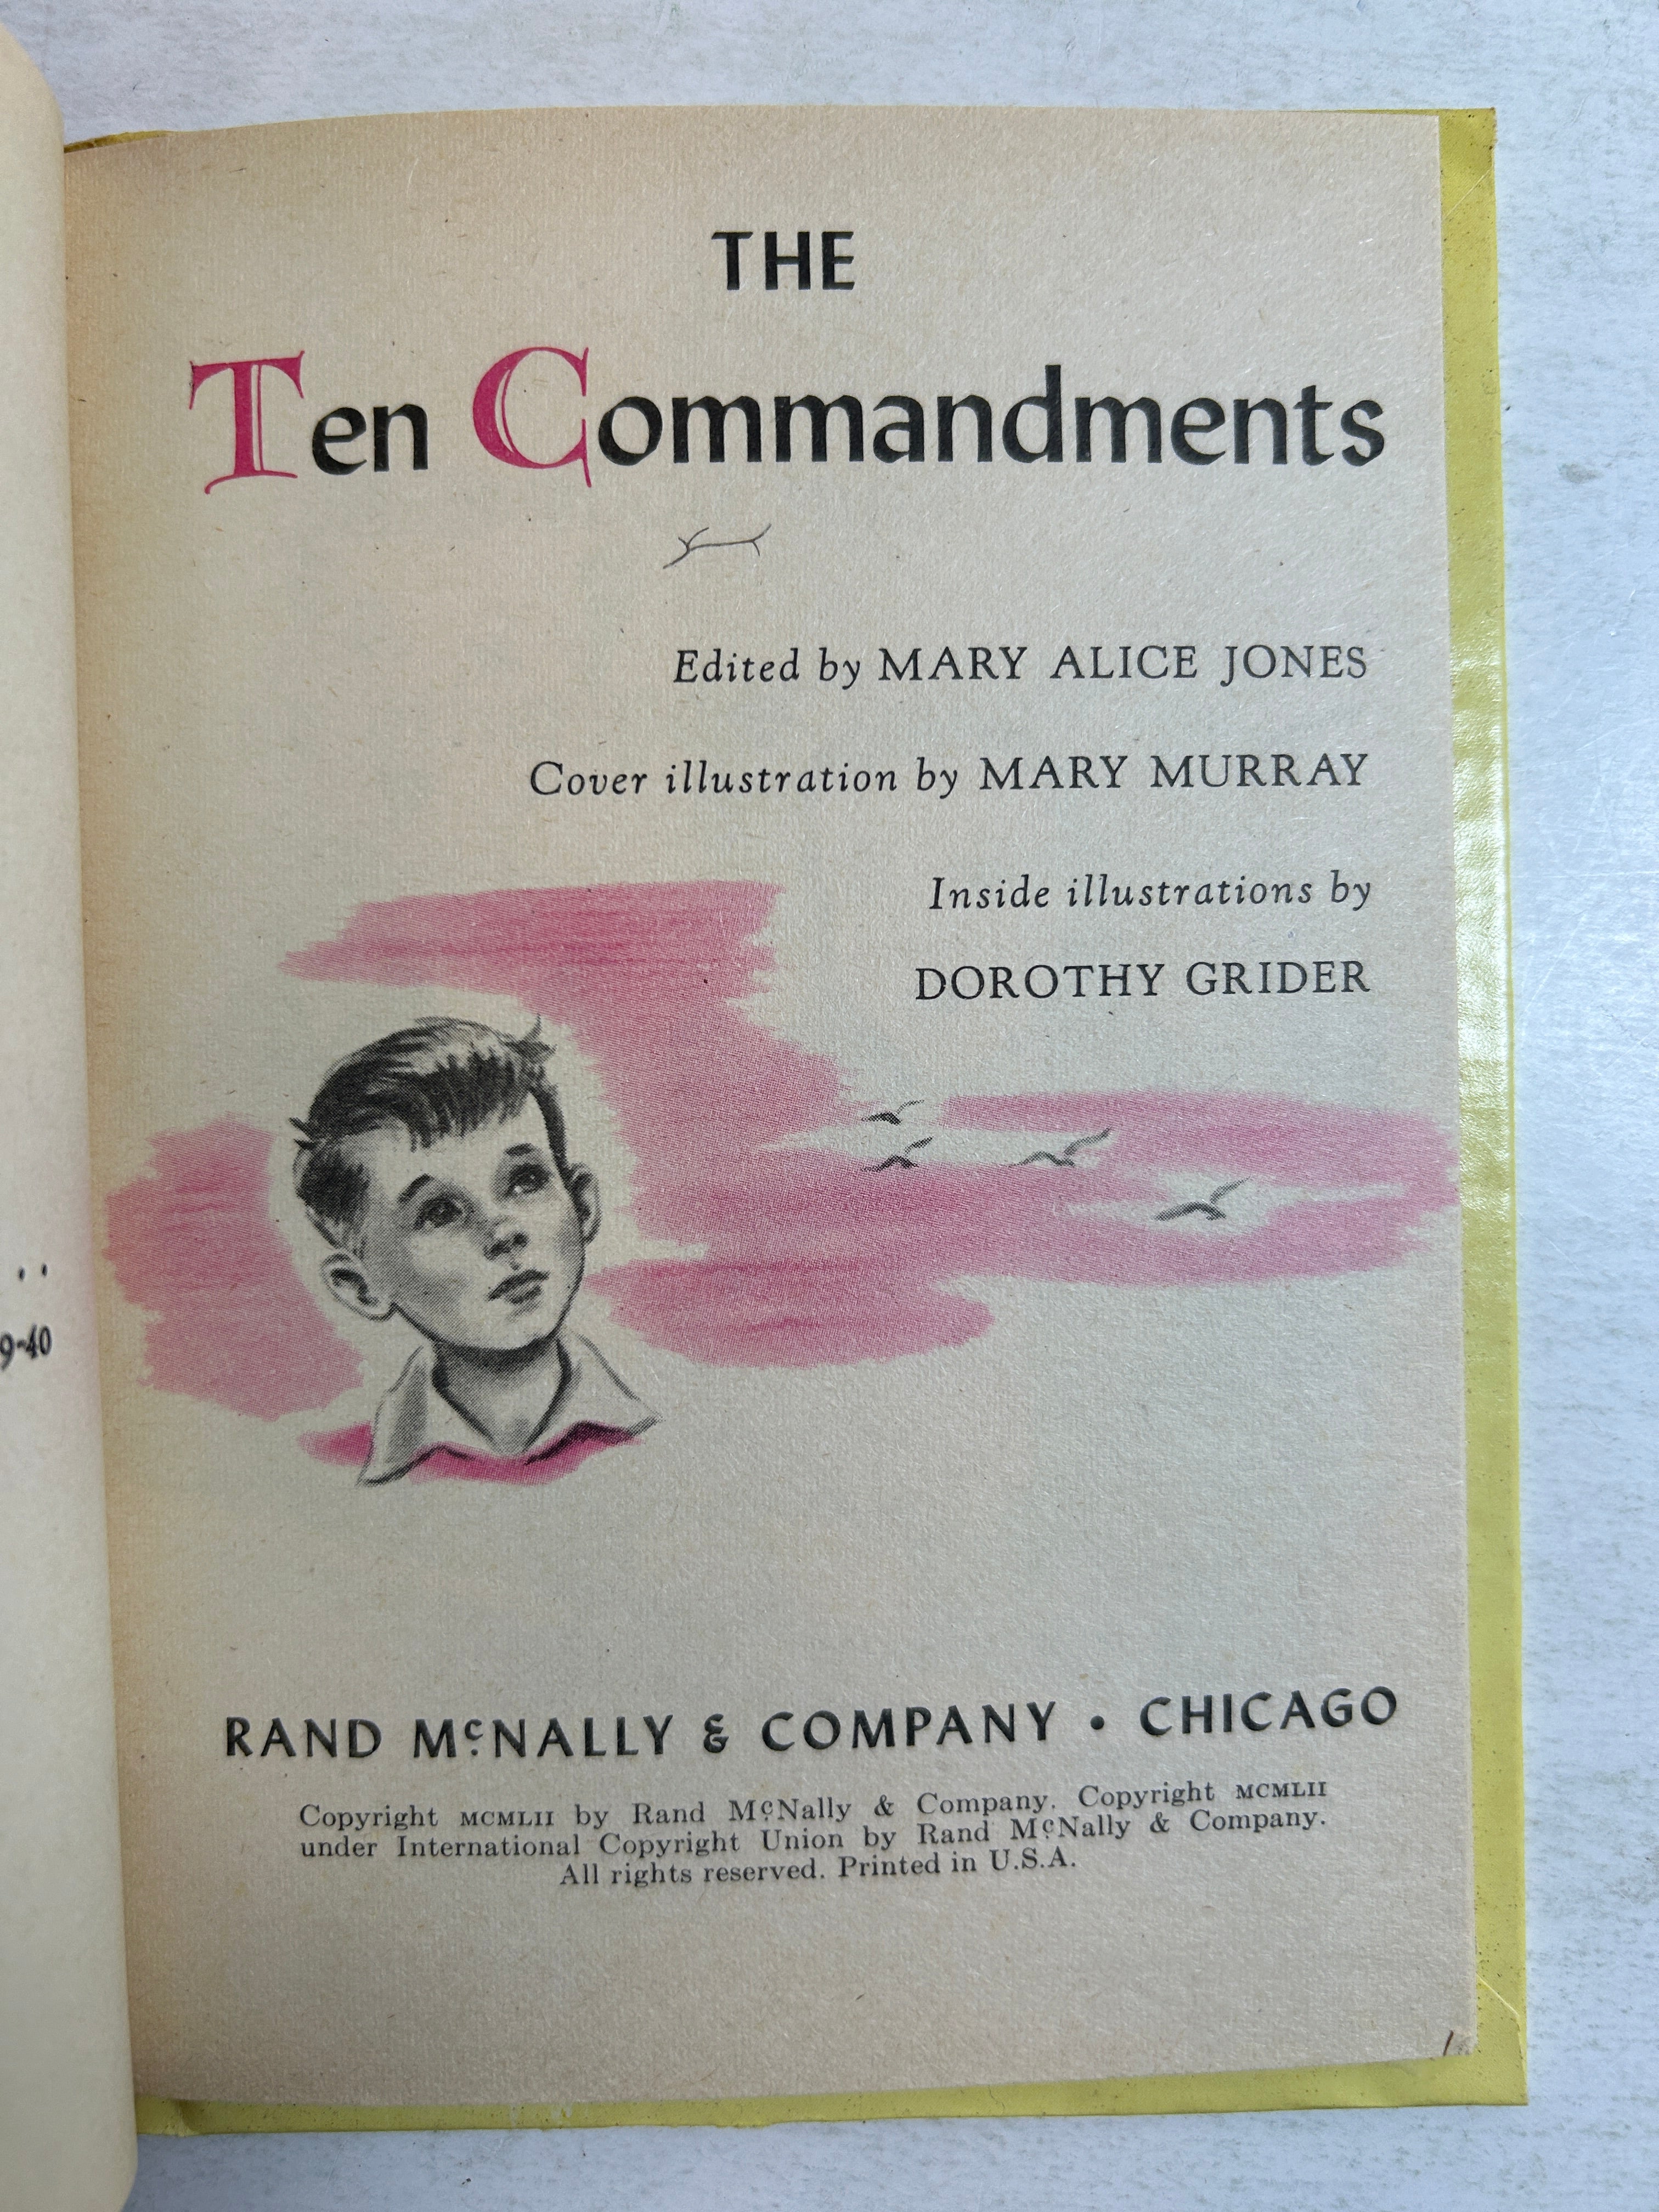 THE
Ten Commandments
Edited by MARY ALICE JONES
Cover illustration by MARY MURRAY
Inside illustrations by
DOROTHY GRIDER
RAND McNALLY & COMPANY • CHICAGO
Copyright MCMLII by Rand McNally & Company. Copyright MCMLII
under International Copyright Union by Rand McNally & Company.
All rights reserved. Printed in U.S.A.
9-40